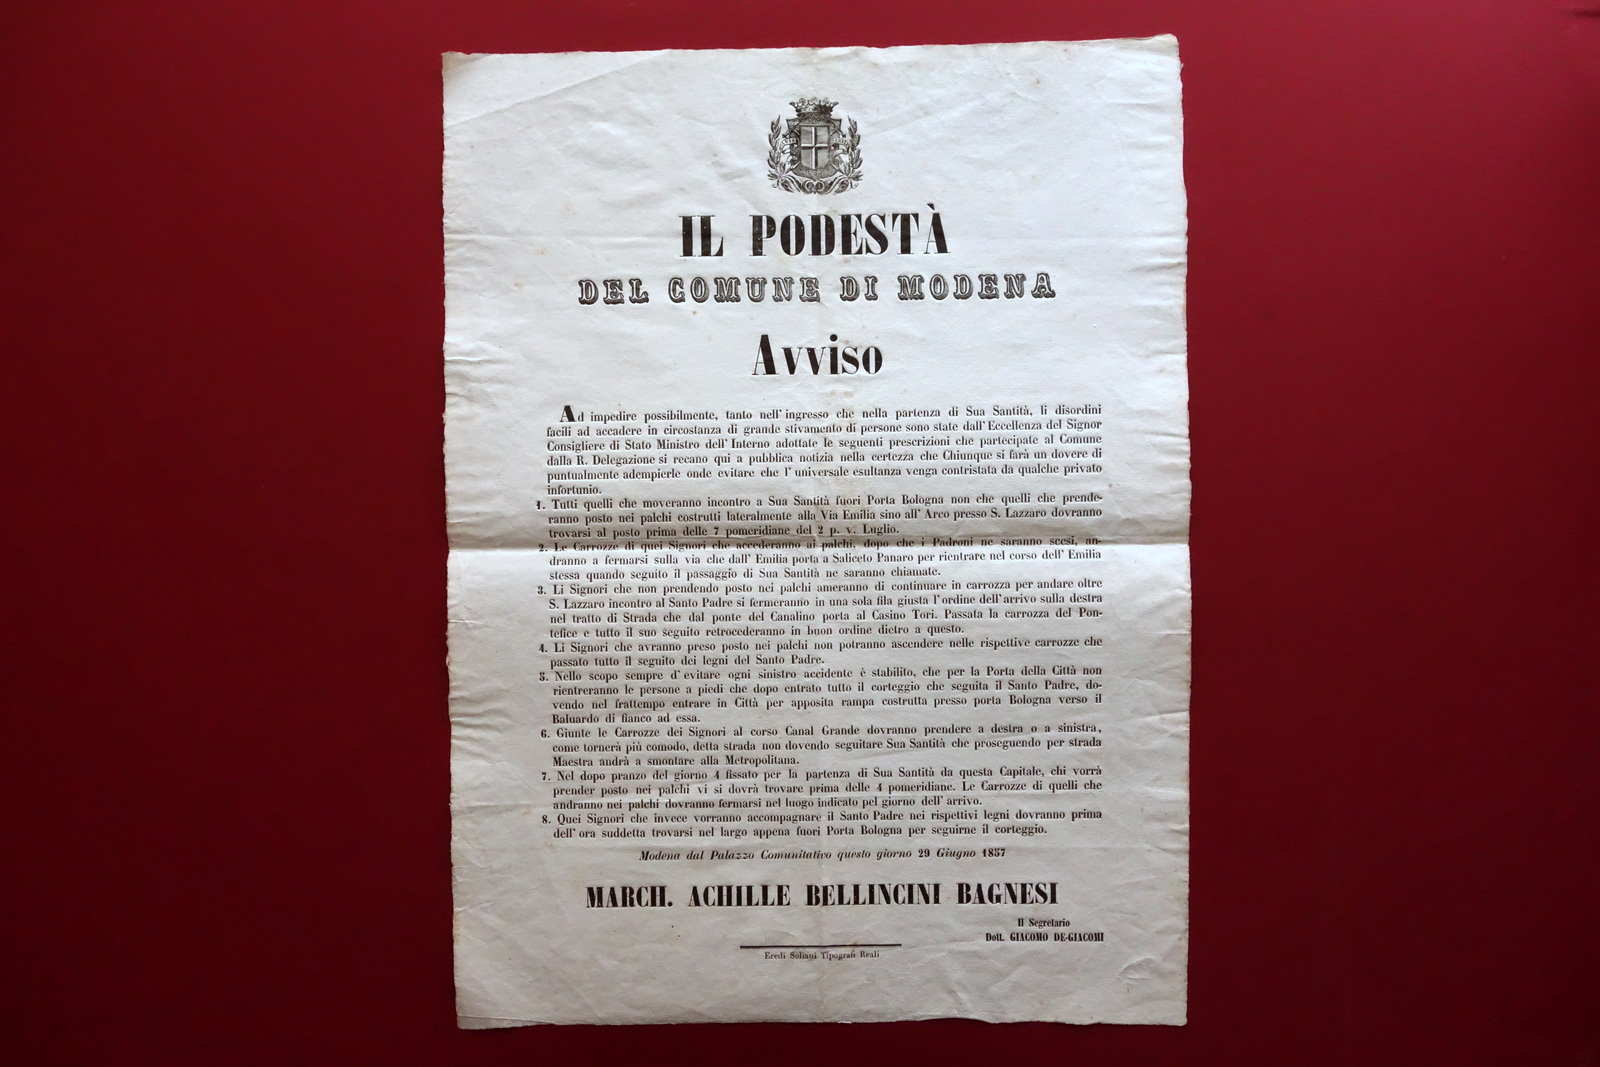 IL PODESTÀ
DEL COMUNE DI MODENA
Avviso
Ad impedire possibilmente, tanto nell' ingresso che nella partenza di Sua Santità, li disordini
facili ad accadere in circostanza di grande stivamento di persone sono state dall' Eccellenza del Signor
Consigliere di Stato Ministro dell' Interno adottate le seguenti prescrizioni che partecipate al Comune
dalla R. Delegazione si recano qui a pubblica notizia nella certezza che Chiunque si farà un dovere di
puntualmente adempierle onde evitare che l' universale esultanza venga contristata da qualche privato
infortunio.
1. Tutti quelli che moveranno incontro a Sua Santità fuori Porta Bologna non che quelli che prende-
ranno posto nei palchi costrutti lateralmente alla Via Emilia sino all' Arco presso S. Lazzaro dovranno
trovarsi al posto prima delle 7 pomeridiane del 2 p. v. Luglio.
2. Le Carrozze di quei Signori che accederanno ai palchi, dopo che i Padroni ne saranno scesi, an-
dranno a fermarsi sulla via che dall' Emilia porta a Saliceto Panaro per rientrare nel corso dell' Emilia
stessa quando seguito il passaggio di Sua Santità ne saranno chiamate.
3. Li Signori che non prendendo posto nei palchi ameranno di continuare in carrozza per andare oltre
S. Lazzaro incontro al Santo Padre si fermeranno in una sola fila giusta l' ordine dell' arrivo sulla destra
nel tratto di Strada che dal ponte del Canalino porta al Casino Tori. Passata la carrozza del Pon-
tefice e tutto il suo seguito retrocederanno in buon ordine dietro a questo.
4. Li Signori che avranno preso posto nei palchi non potranno ascendere nelle rispettive carrozze che
passato tutto il seguito dei legni del Santo Padre.
5. Nello scopo sempre d' evitare ogni sinistro accidente è stabilito, che per la Porta della Città non
rientreranno le persone a piedi che dopo entrato tutto il corteggio che seguita il Santo Padre, do-
vendo nel frattempo entrare in Città per apposita rampa costrutta presso porta Bologna verso il
Baluardo di fianco ad essa.
6. Giunte le Carrozze dei Signori al corso Canal Grande dovranno prendere a destra o a sinistra,
come tornerà più comodo, detta strada non dovendo seguitare Sua Santità che proseguendo per strada
Maestra andrà a smontare alla Metropolitana.
7. Nel dopo pranzo del giorno 4 fissato per la partenza di Sua Santità da questa Capitale, chi vorrà
prender posto nei palchi vi si dovrà trovare prima delle 4 pomeridiane. Le Carrozze di quelli che
andranno nei palchi dovranno fermarsi nel luogo indicato pel giorno dell' arrivo.
8. Quei Signori che invece vorranno accompagnare il Santo Padre nei rispettivi legni dovranno prima
dell' ora suddetta trovarsi nel largo appena fuori Porta Bologna per seguirne il corteggio.
Modena dal Palazzo Comunitativo questo giorno 29 Giugno 1857
MARCH. ACHILLE BELLINCINI BAGNESI
Il Segretario
Dott. GIACOMO DE-GIACOMI
Eredi Soliani Tipografi Reali